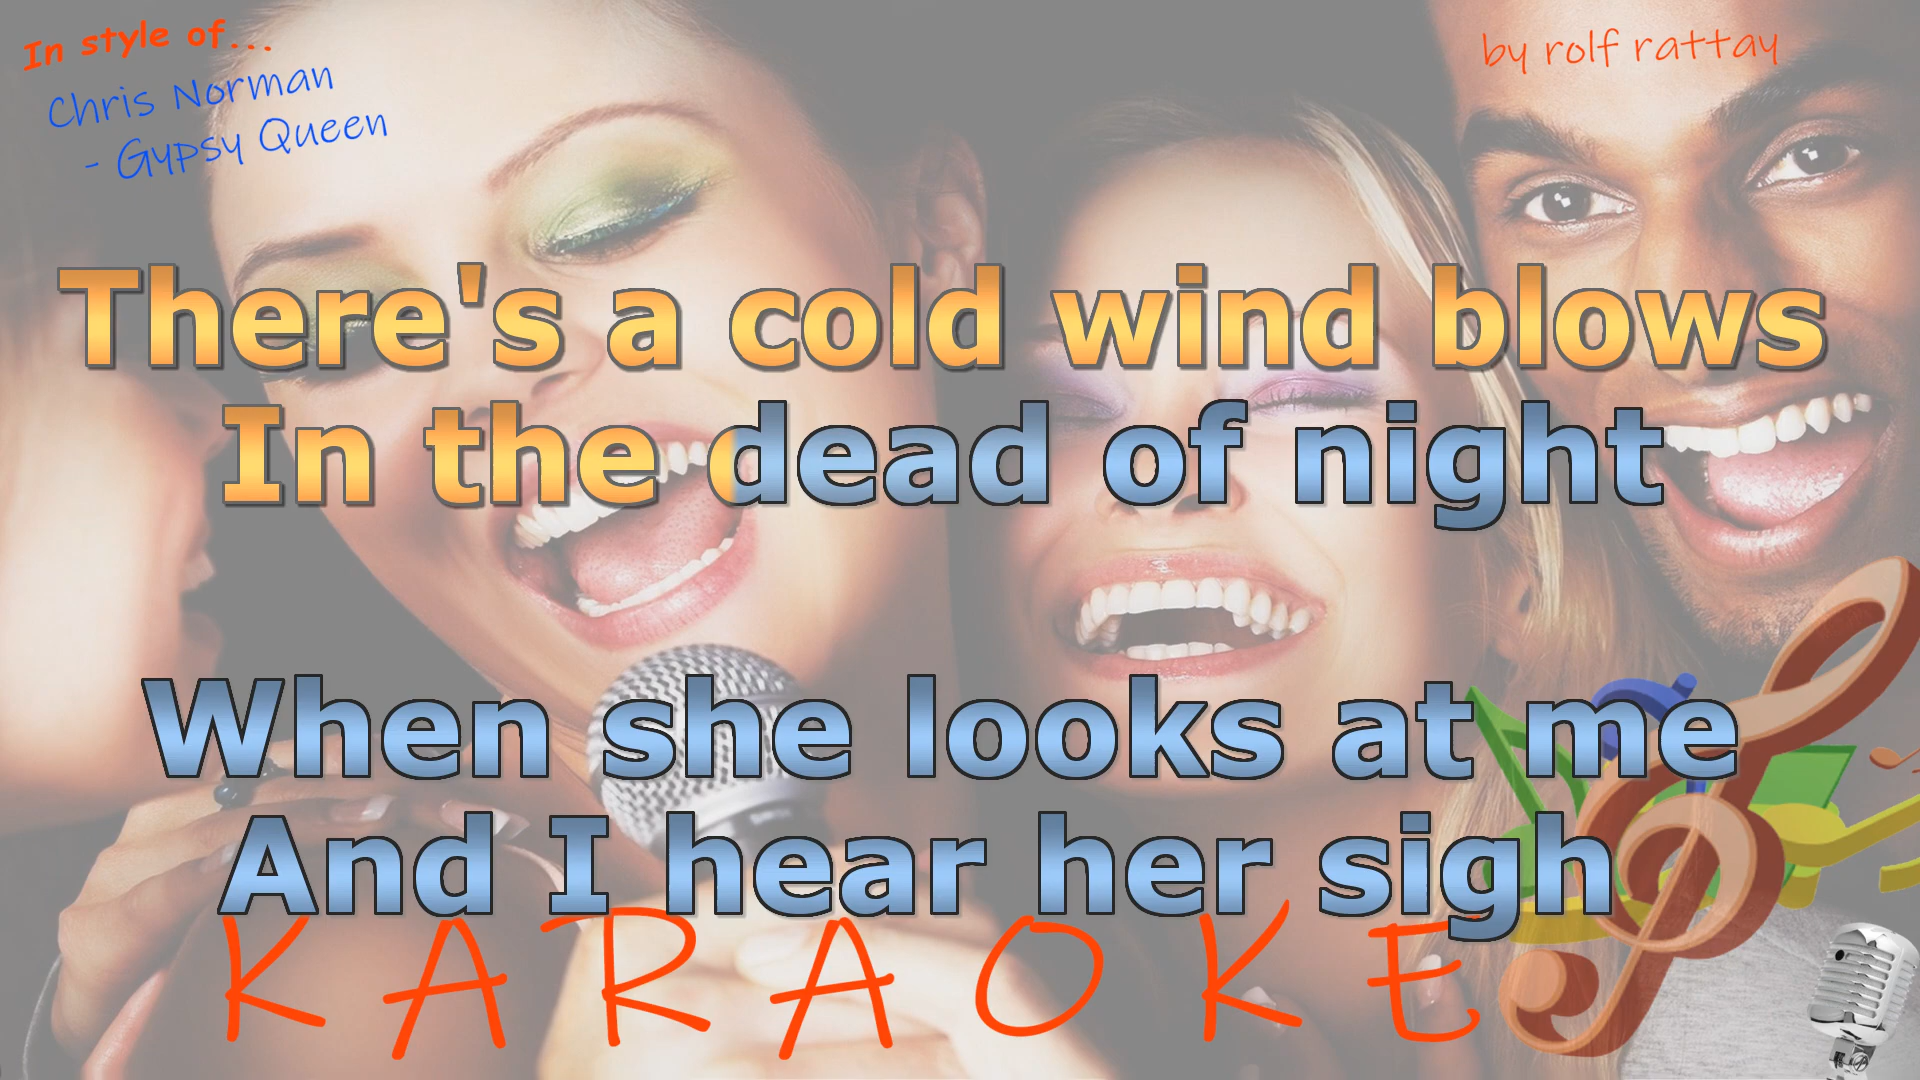 In style of...
Chris Norman
- Gypsy Queen
by rolf rattay
There's a cold wind blows
In the dead of night
When she looks at me
And I hear her sigh
KARAOKE